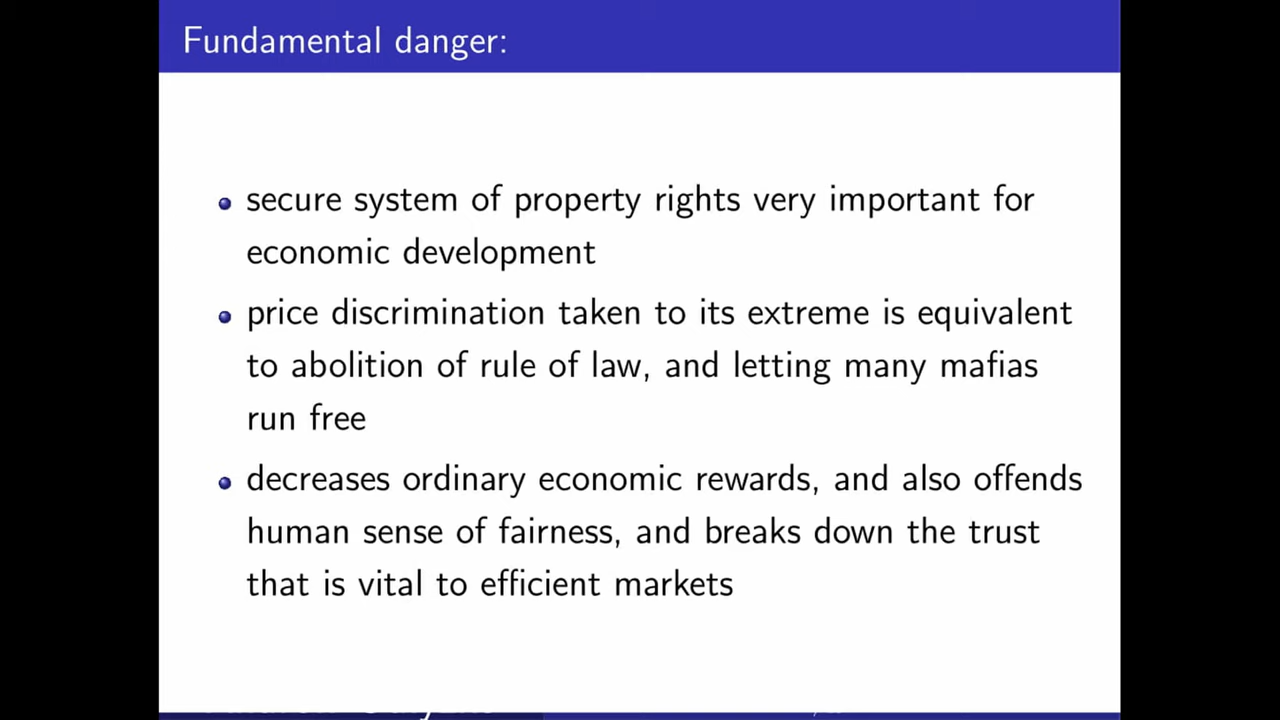 Fundamental danger:
secure system of property rights very important for
economic development
price discrimination taken to its extreme is equivalent
to abolition of rule of law, and letting many mafias
run free
decreases ordinary economic rewards, and also offends
human sense of fairness, and breaks down the trust
that is vital to efficient markets